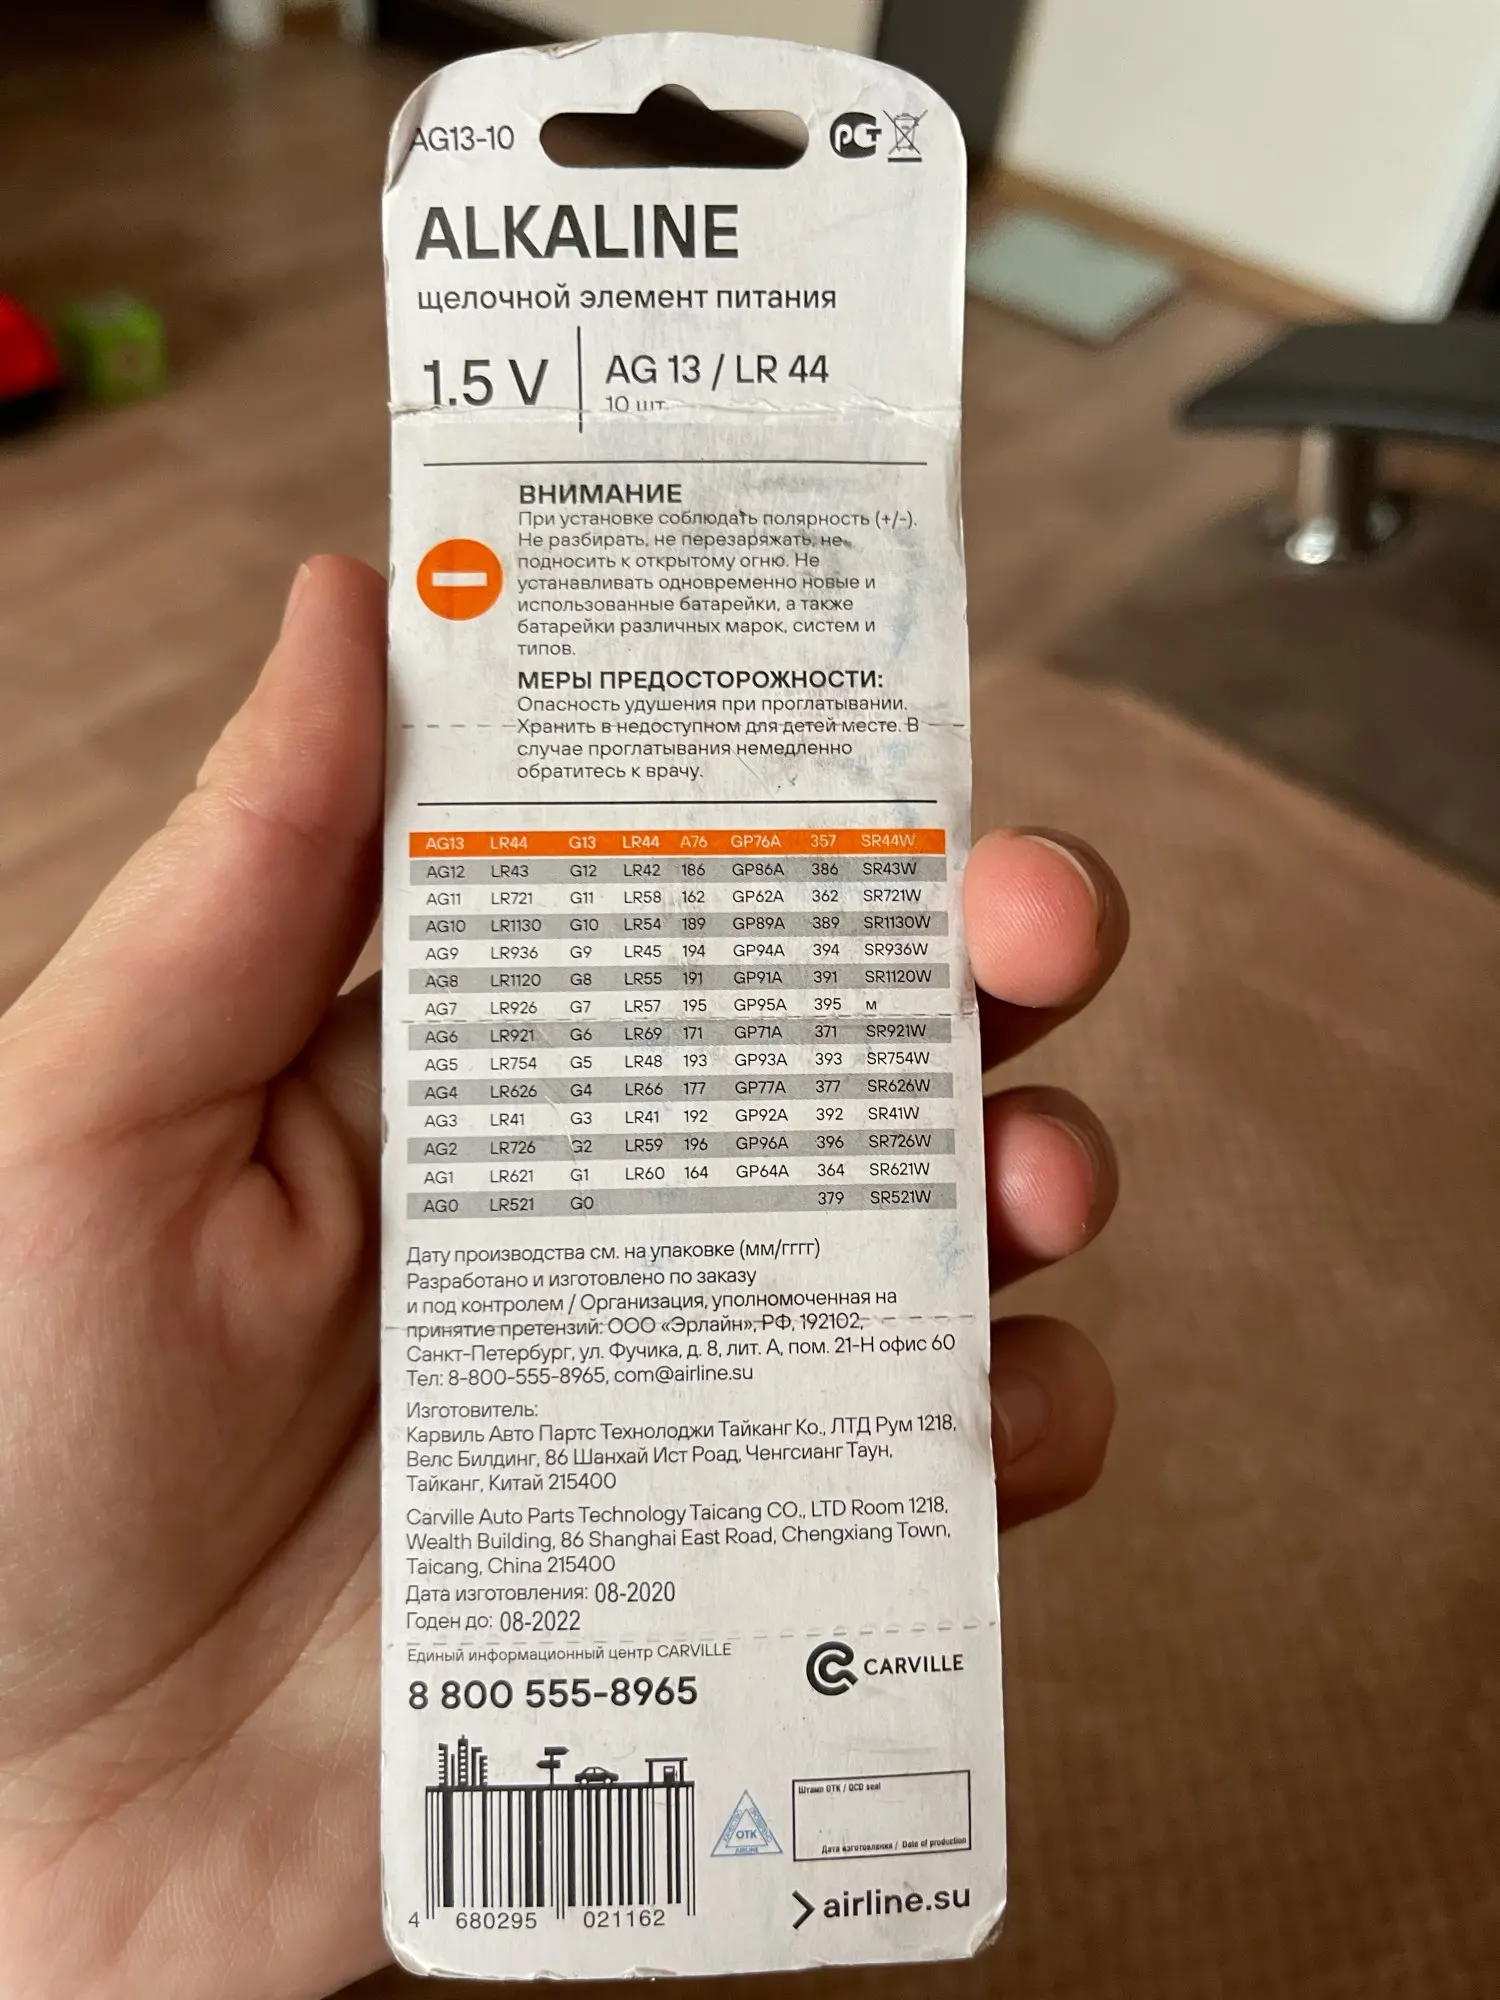 AG13-10
PCT
ALKALINE
щелочной элемент питания
1.5 V
AG 13 / LR 44
10 шт.
ВНИМАНИЕ
При установке соблюдать полярность (+/-).
Не разбирать, не перезаряжать, не
подносить к открытому огню. Не
устанавливать одновременно новые и
использованные батарейки, а также
батарейки различных марок, систем и
типов.
МЕРЫ ПРЕДОСТОРОЖНОСТИ:
Опасность удушения при проглатывании.
Хранить в недоступном для детей месте. В
случае проглатывания немедленно
обратитесь к врачу.
AG13 LR44 G13 LR44 A76 GP76A 357 SR44W
AG12 LR43 G12 LR42 186 GP86A 386 SR43W
AG11 LR721 G11 LR58 162 GP62A 362 SR721W
AG10 LR1130 G10 LR54 189 GP89A 389 SR1130W
AG9 LR936 G9 LR45 194 GP94A 394 SR936W
AG8 LR1120 G8 LR55 191 GP91A 391 SR1120W
AG7 LR926 G7 LR57 195 GP95A 395 м
AG6 LR921 G6 LR69 171 GP71A 371 SR921W
AG5 LR754 G5 LR48 193 GP93A 393 SR754W
AG4 LR626 G4 LR66 177 GP77A 377 SR626W
AG3 LR41 G3 LR41 192 GP92A 392 SR41W
AG2 LR726 G2 LR59 196 GP96A 396 SR726W
AG1 LR621 G1 LR60 164 GP64A 364 SR621W
AG0 LR521 G0 379 SR521W
Дату производства см. на упаковке (мм/гггг)
Разработано и изготовлено по заказу
и под контролем / Организация, уполномоченная на
принятие претензий: ООО «Эрлайн», РФ, 192102,
Санкт-Петербург, ул. Фучика, д. 8, лит. А, пом. 21-Н офис 60
Тел: 8-800-555-8965, com@airline.su
Изготовитель:
Карвиль Авто Партс Технолоджи Тайканг Ко., ЛТД Рум 1218,
Велс Билдинг, 86 Шанхай Ист Роад, Ченгсианг Таун,
Тайканг, Китай 215400
Carville Auto Parts Technology Taicang CO., LTD Room 1218,
Wealth Building, 86 Shanghai East Road, Chengxiang Town,
Taicang, China 215400
Дата изготовления: 08-2020
Годен до: 08-2022
Единый информационный центр CARVILLE
8 800 555-8965
CARVILLE
Штамп ОТК / QCD seal
ОТК
AIRLINE
Дата изготовления / Date of production
4 680295 021162
airline.su